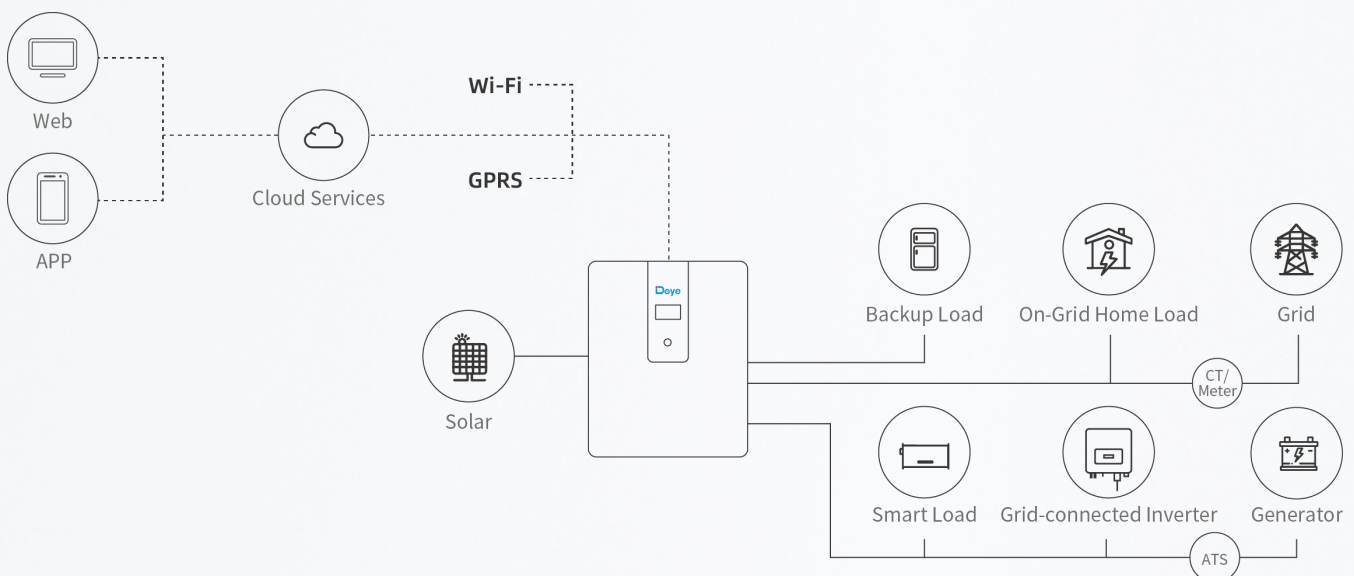 Web
APP
Cloud Services
Wi-Fi
GPRS
Deye
Solar
Backup Load
On-Grid Home Load
Grid
CT/
Meter
Smart Load
Grid-connected Inverter
Generator
ATS